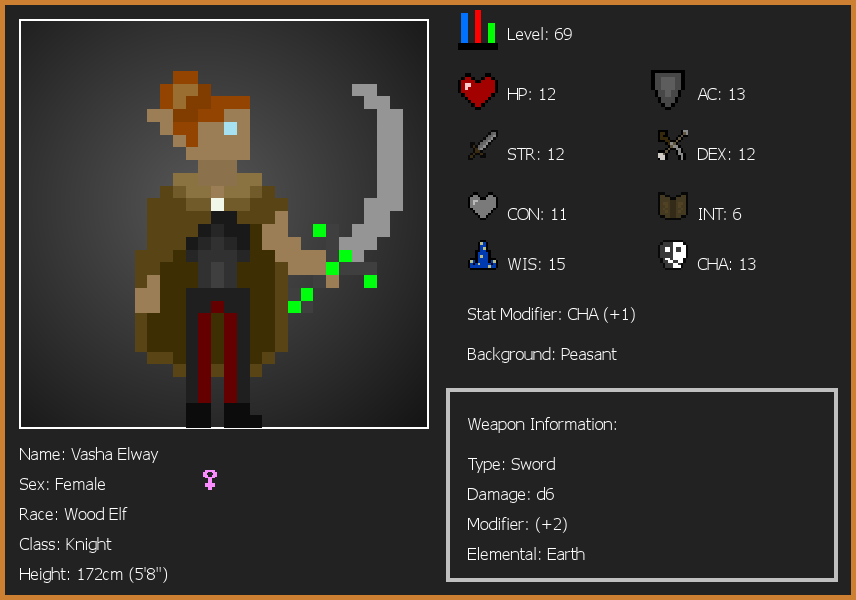 Level: 69
HP: 12
AC: 13
STR: 12
DEX: 12
CON: 11
INT: 6
WIS: 15
CHA: 13
Stat Modifier: CHA (+1)
Background: Peasant
Weapon Information:
Type: Sword
Damage: d6
Modifier: (+2)
Elemental: Earth
Name: Vasha Elway
Sex: Female
Race: Wood Elf
Class: Knight
Height: 172cm (5'8")